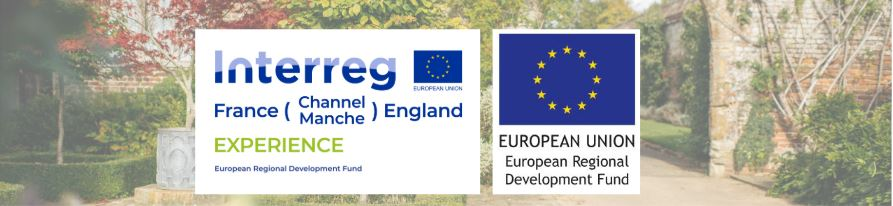 Interreg
EUROPEAN UNION
France ( Channel Manche ) England
EXPERIENCE
European Regional Development Fund
EUROPEAN UNION
European Regional
Development Fund